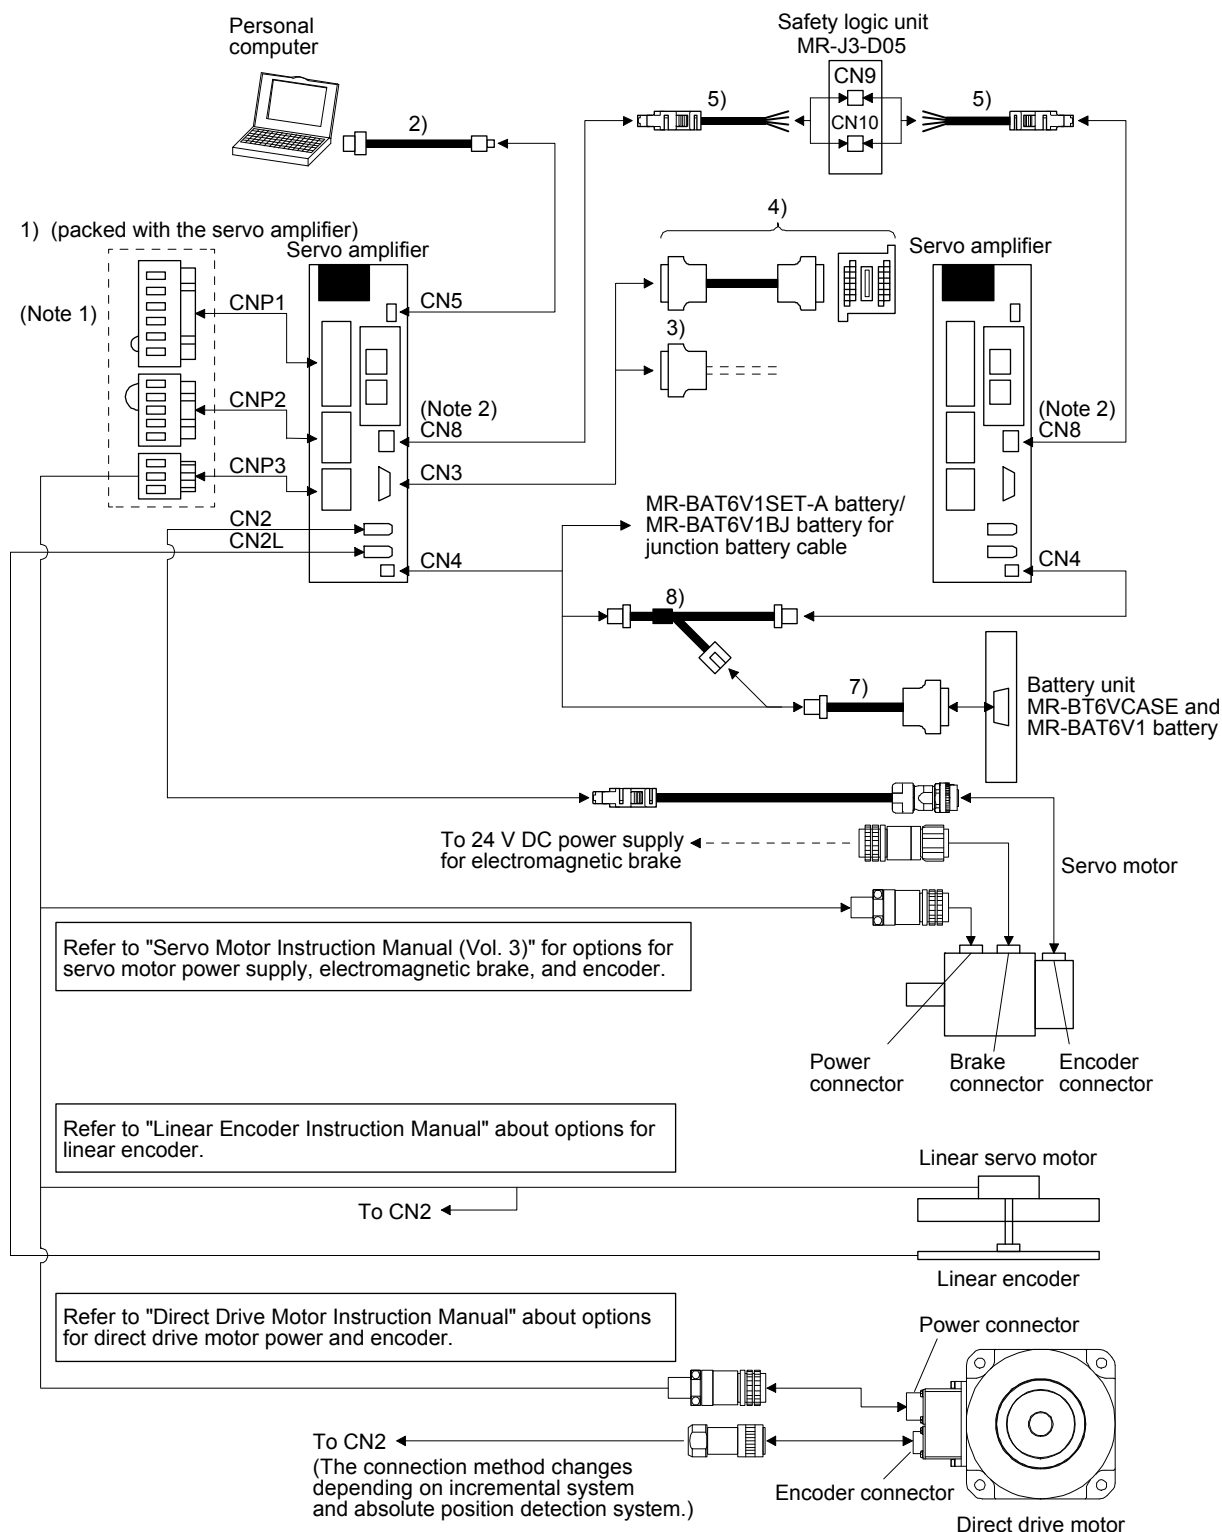 Personal
computer
Safety logic unit
MR-J3-D05
CN9
CN10
5)
5)
2)
4)
1) (packed with the servo amplifier)
Servo amplifier
Servo amplifier
(Note 1)
CNP1
CN5
3)
CNP2
(Note 2)
CN8
(Note 2)
CN8
CNP3
CN3
CN2
CN2L
MR-BAT6V1SET-A battery/
MR-BAT6V1BJ battery for
junction battery cable
CN4
CN4
8)
7)
Battery unit
MR-BT6VCASE and
MR-BAT6V1 battery
To 24 V DC power supply
for electromagnetic brake
Servo motor
Refer to "Servo Motor Instruction Manual (Vol. 3)" for options for
servo motor power supply, electromagnetic brake, and encoder.
Power
connector
Brake
connector
Encoder
connector
Refer to "Linear Encoder Instruction Manual" about options for
linear encoder.
Linear servo motor
To CN2
Linear encoder
Refer to "Direct Drive Motor Instruction Manual" about options
for direct drive motor power and encoder.
Power connector
To CN2
(The connection method changes
depending on incremental system
and absolute position detection system.)
Encoder connector
Direct drive motor